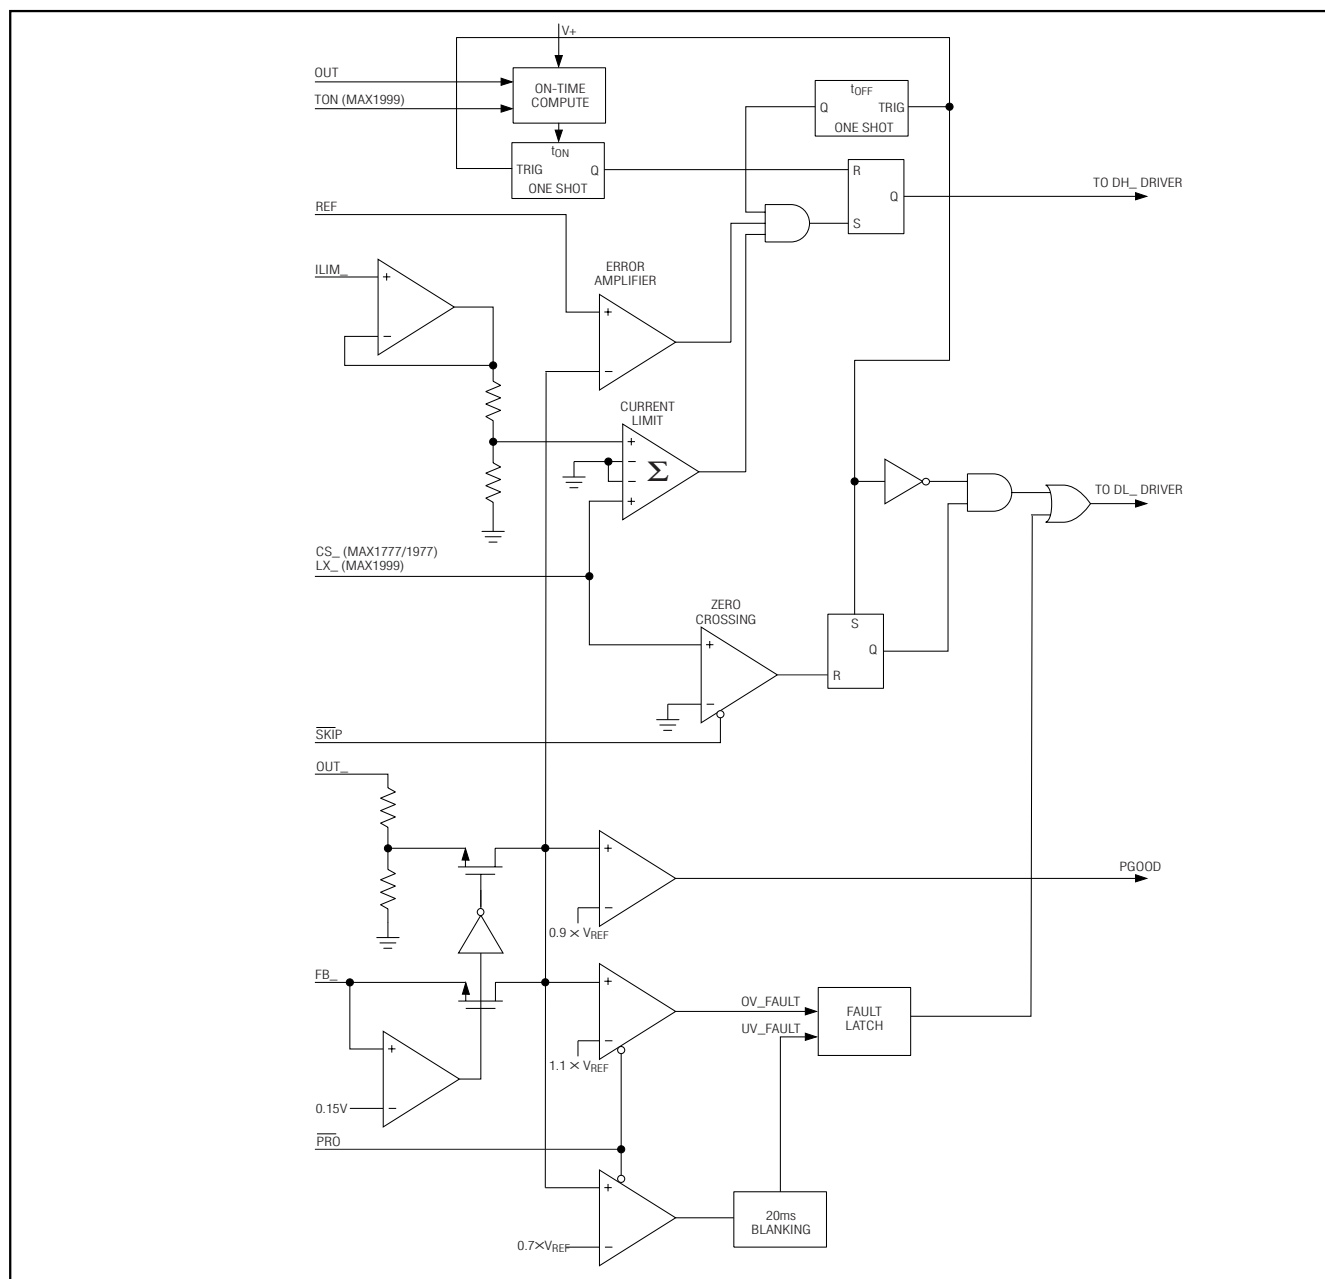 V+
OUT
TON (MAX1999)
ON-TIME
COMPUTE
tOFF
Q TRIG
ONE SHOT
tON
TRIG Q
ONE SHOT
R
Q
S
TO DH_ DRIVER
REF
ILIM_
+
−
ERROR
AMPLIFIER
+
−
CURRENT
LIMIT
+
−
Σ
−
+
TO DL_ DRIVER
CS_ (MAX1777/1977)
LX_ (MAX1999)
ZERO
CROSSING
+
−
S
Q
R
SKIP
OUT_
+
−
0.9 × VREF
PGOOD
FB_
+
−
1.1 × VREF
OV_FAULT
UV_FAULT
FAULT
LATCH
+
−
0.15V
PRO
+
−
0.7×VREF
20ms
BLANKING